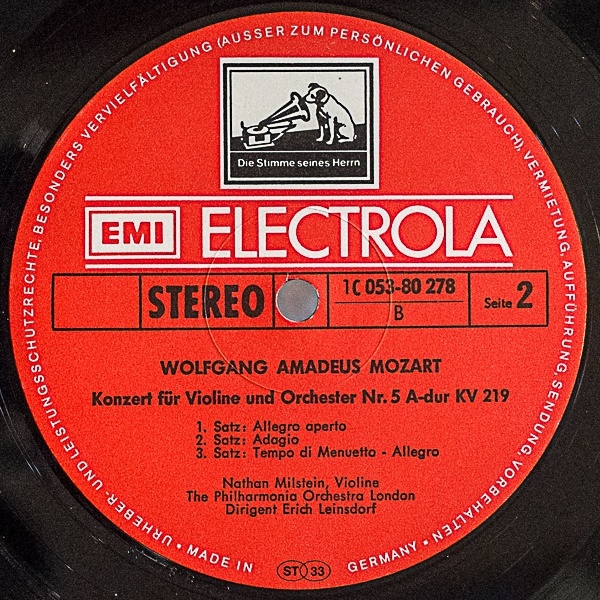 URHEBER- UND LEISTUNGSSCHUTZRECHTE, BESONDERS VERVIELFÄLTIGUNG (AUSSER ZUM PERSÖNLICHEN GEBRAUCH), VERMIETUNG, AUFFÜHRUNG, SENDUNG, VORBEHALTEN •
Die Stimme seines Herrn
EMI ELECTROLA
STEREO
1C 053-80 278
B
Seite 2
WOLFGANG AMADEUS MOZART
Konzert für Violine und Orchester Nr. 5 A-dur KV 219
1. Satz: Allegro aperto
2. Satz: Adagio
3. Satz: Tempo di Menuetto - Allegro
Nathan Milstein, Violine
The Philharmonia Orchestra London
Dirigent Erich Leinsdorf
• MADE IN GERMANY •
ST 33